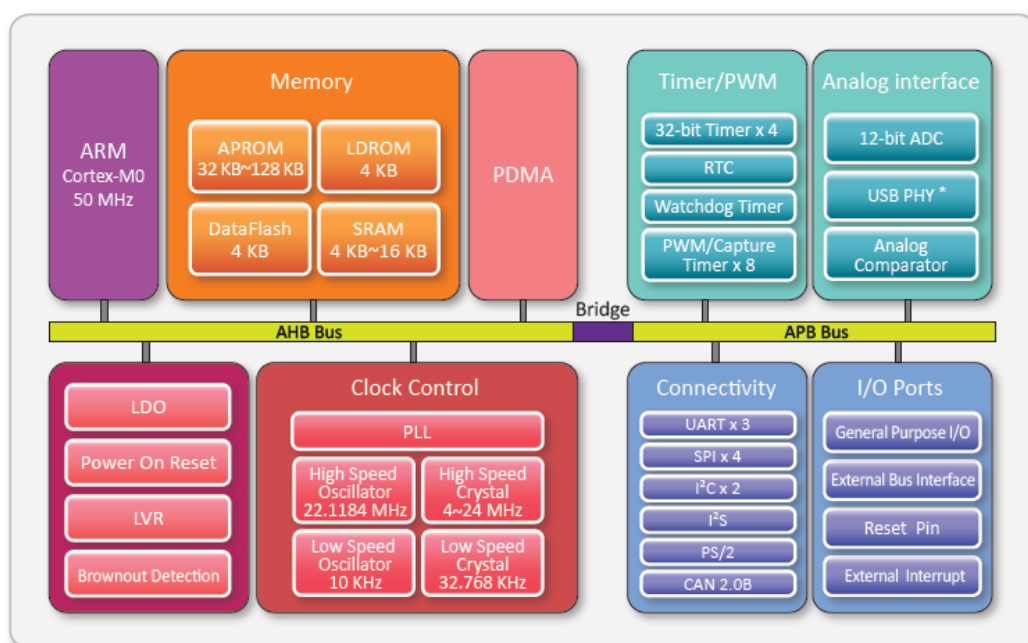 ARM
Cortex-M0
50 MHz
Memory
APROM
32 KB~128 KB
LDROM
4 KB
DataFlash
4 KB
SRAM
4 KB~16 KB
PDMA
Timer/PWM
32-bit Timer x 4
RTC
Watchdog Timer
PWM/Capture
Timer x 8
Analog interface
12-bit ADC
USB PHY *
Analog
Comparator
AHB Bus
Bridge
APB Bus
LDO
Power On Reset
LVR
Brownout Detection
Clock Control
PLL
High Speed
Oscillator
22.1184 MHz
High Speed
Crystal
4~24 MHz
Low Speed
Oscillator
10 KHz
Low Speed
Crystal
32.768 KHz
Connectivity
UART x 3
SPI x 4
I²C x 2
I²S
PS/2
CAN 2.0B
I/O Ports
General Purpose I/O
External Bus Interface
Reset Pin
External Interrupt